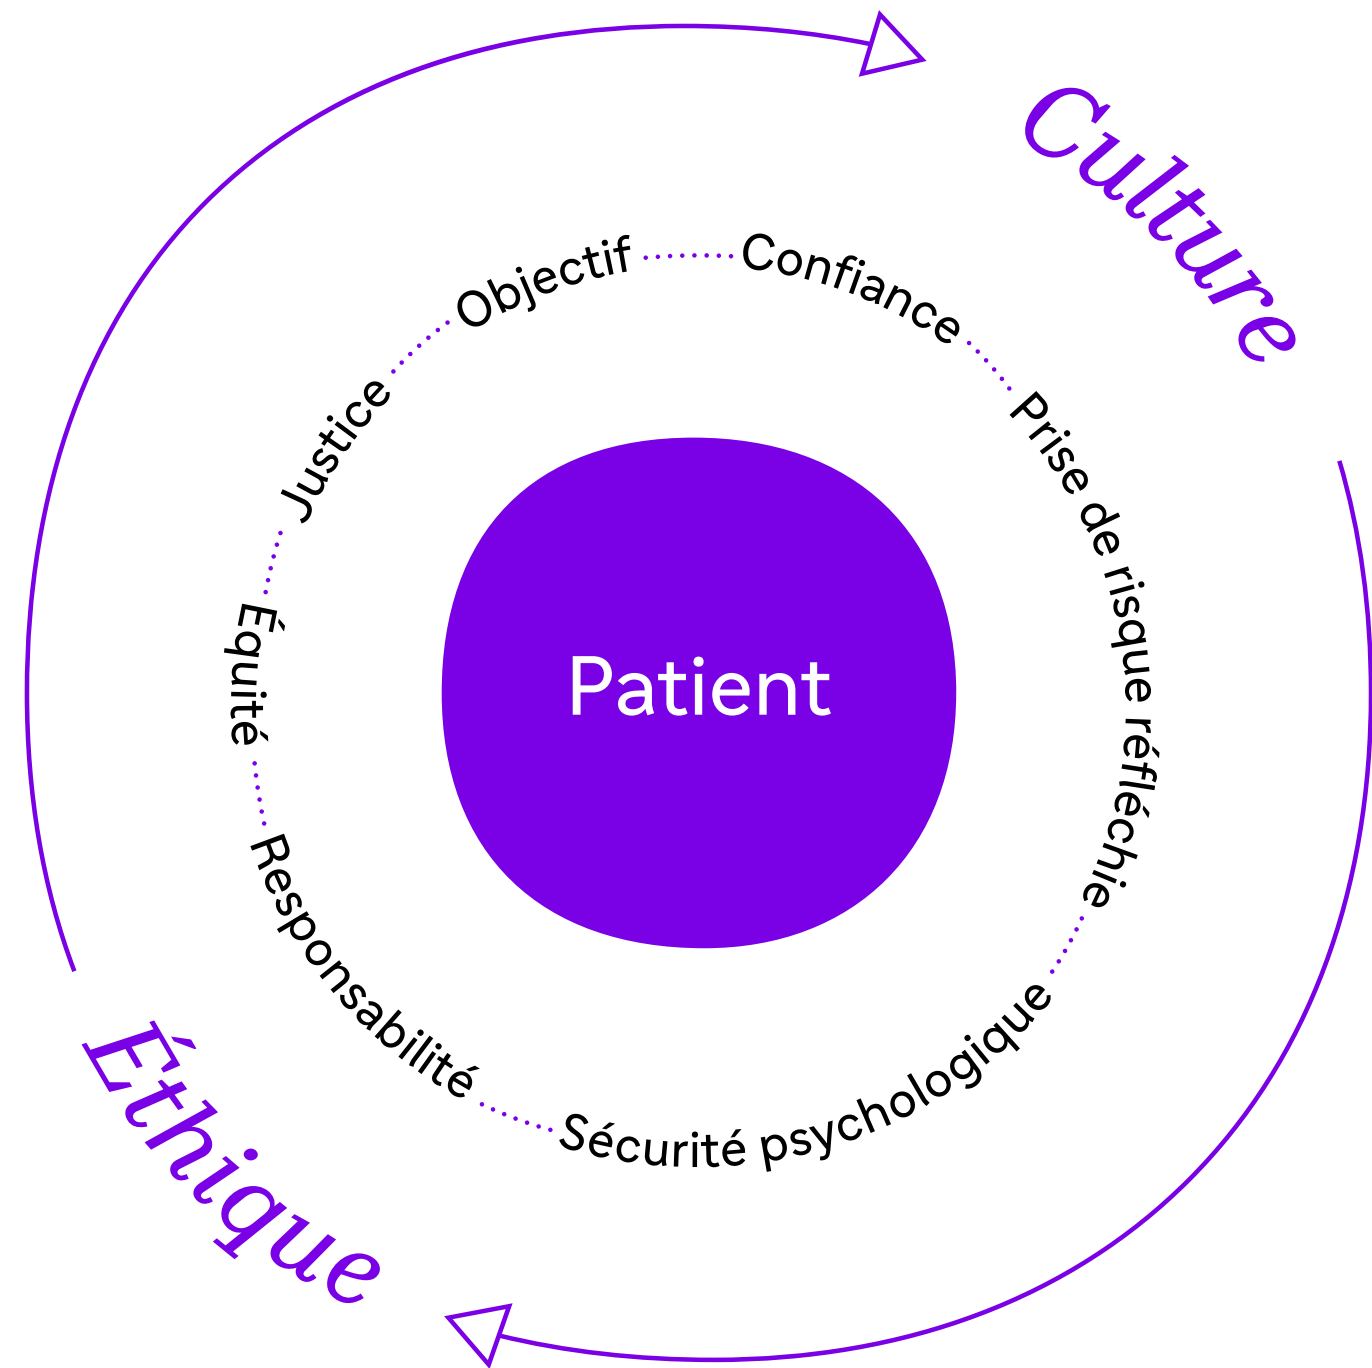 Culture
Objectif
Confiance
Prise de risque réfléchie
Sécurité psychologique
Responsabilité
Équité
Justice
Patient
Éthique